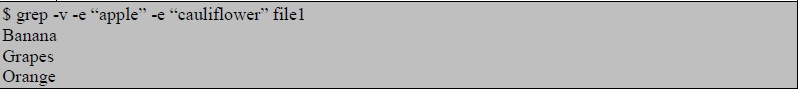 $ grep -v -e “apple” -e “cauliflower” file1
Banana
Grapes
Orange